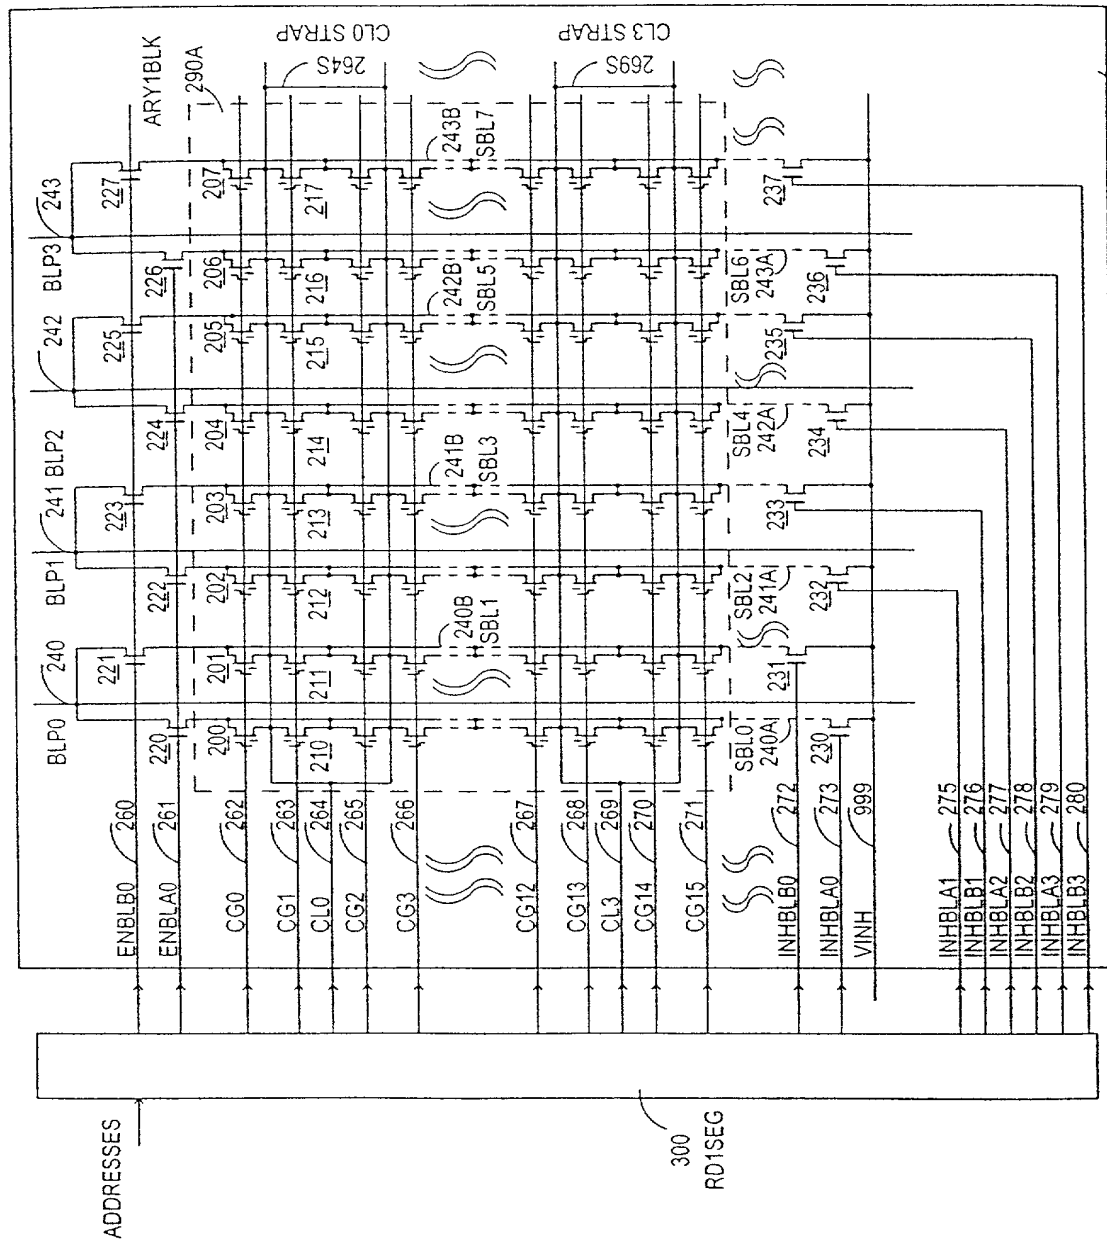 ADDRESSES
300
RD1SEG
BLP0
240
BLP1
241
BLP2
242
BLP3
243
ARY1BLK
290A
CL0 STRAP
264S
CL3 STRAP
269S
ENBLB0
260
ENBLA0
261
CG0
262
CG1
263
CL0
264
CG2
265
CG3
266
CG12
267
CG13
268
CL3
269
CG14
270
CG15
271
INHBLB0
272
INHBLA0
273
VINH
999
INHBLA1
275
INHBLB1
276
INHBLA2
277
INHBLB2
278
INHBLA3
279
INHBLB3
280
220
221
222
223
224
225
226
227
200
201
202
203
204
205
206
207
210
211
212
213
214
215
216
217
240B
SBL1
241B
SBL3
242B
SBL5
243B
SBL7
SBL0
240A
SBL2
241A
SBL4
242A
SBL6
243A
230
231
232
233
234
235
236
237